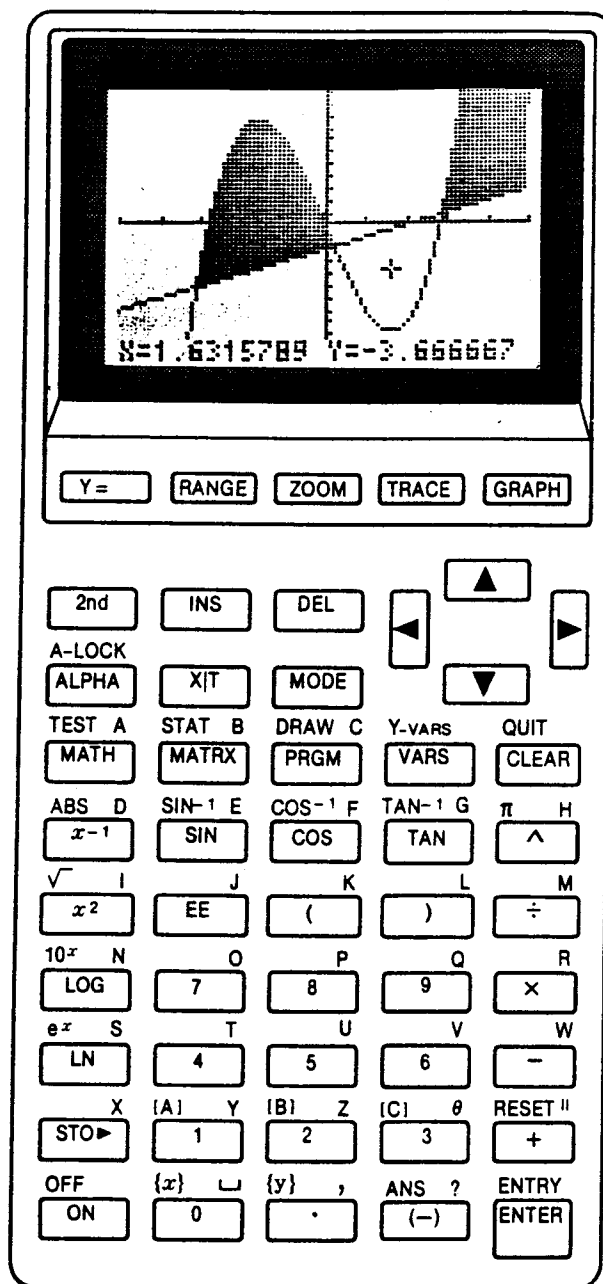 X=1.6315789 Y=-3.666667
Y= RANGE ZOOM TRACE GRAPH
2nd INS DEL
A-LOCK
ALPHA X|T MODE
TEST A STAT B DRAW C Y-VARS QUIT
MATH MATRX PRGM VARS CLEAR
ABS D SIN⁻¹ E COS⁻¹ F TAN⁻¹ G π H
x⁻¹ SIN COS TAN ^
√ I J K L M
x² EE ( ) ÷
10ˣ N O P Q R
LOG 7 8 9 ×
eˣ S T U V W
LN 4 5 6 −
X [A] Y [B] Z [C] θ RESET "
STO► 1 2 3 +
OFF {x} ⌴ {y} , ANS ? ENTRY
ON 0 . (−) ENTER